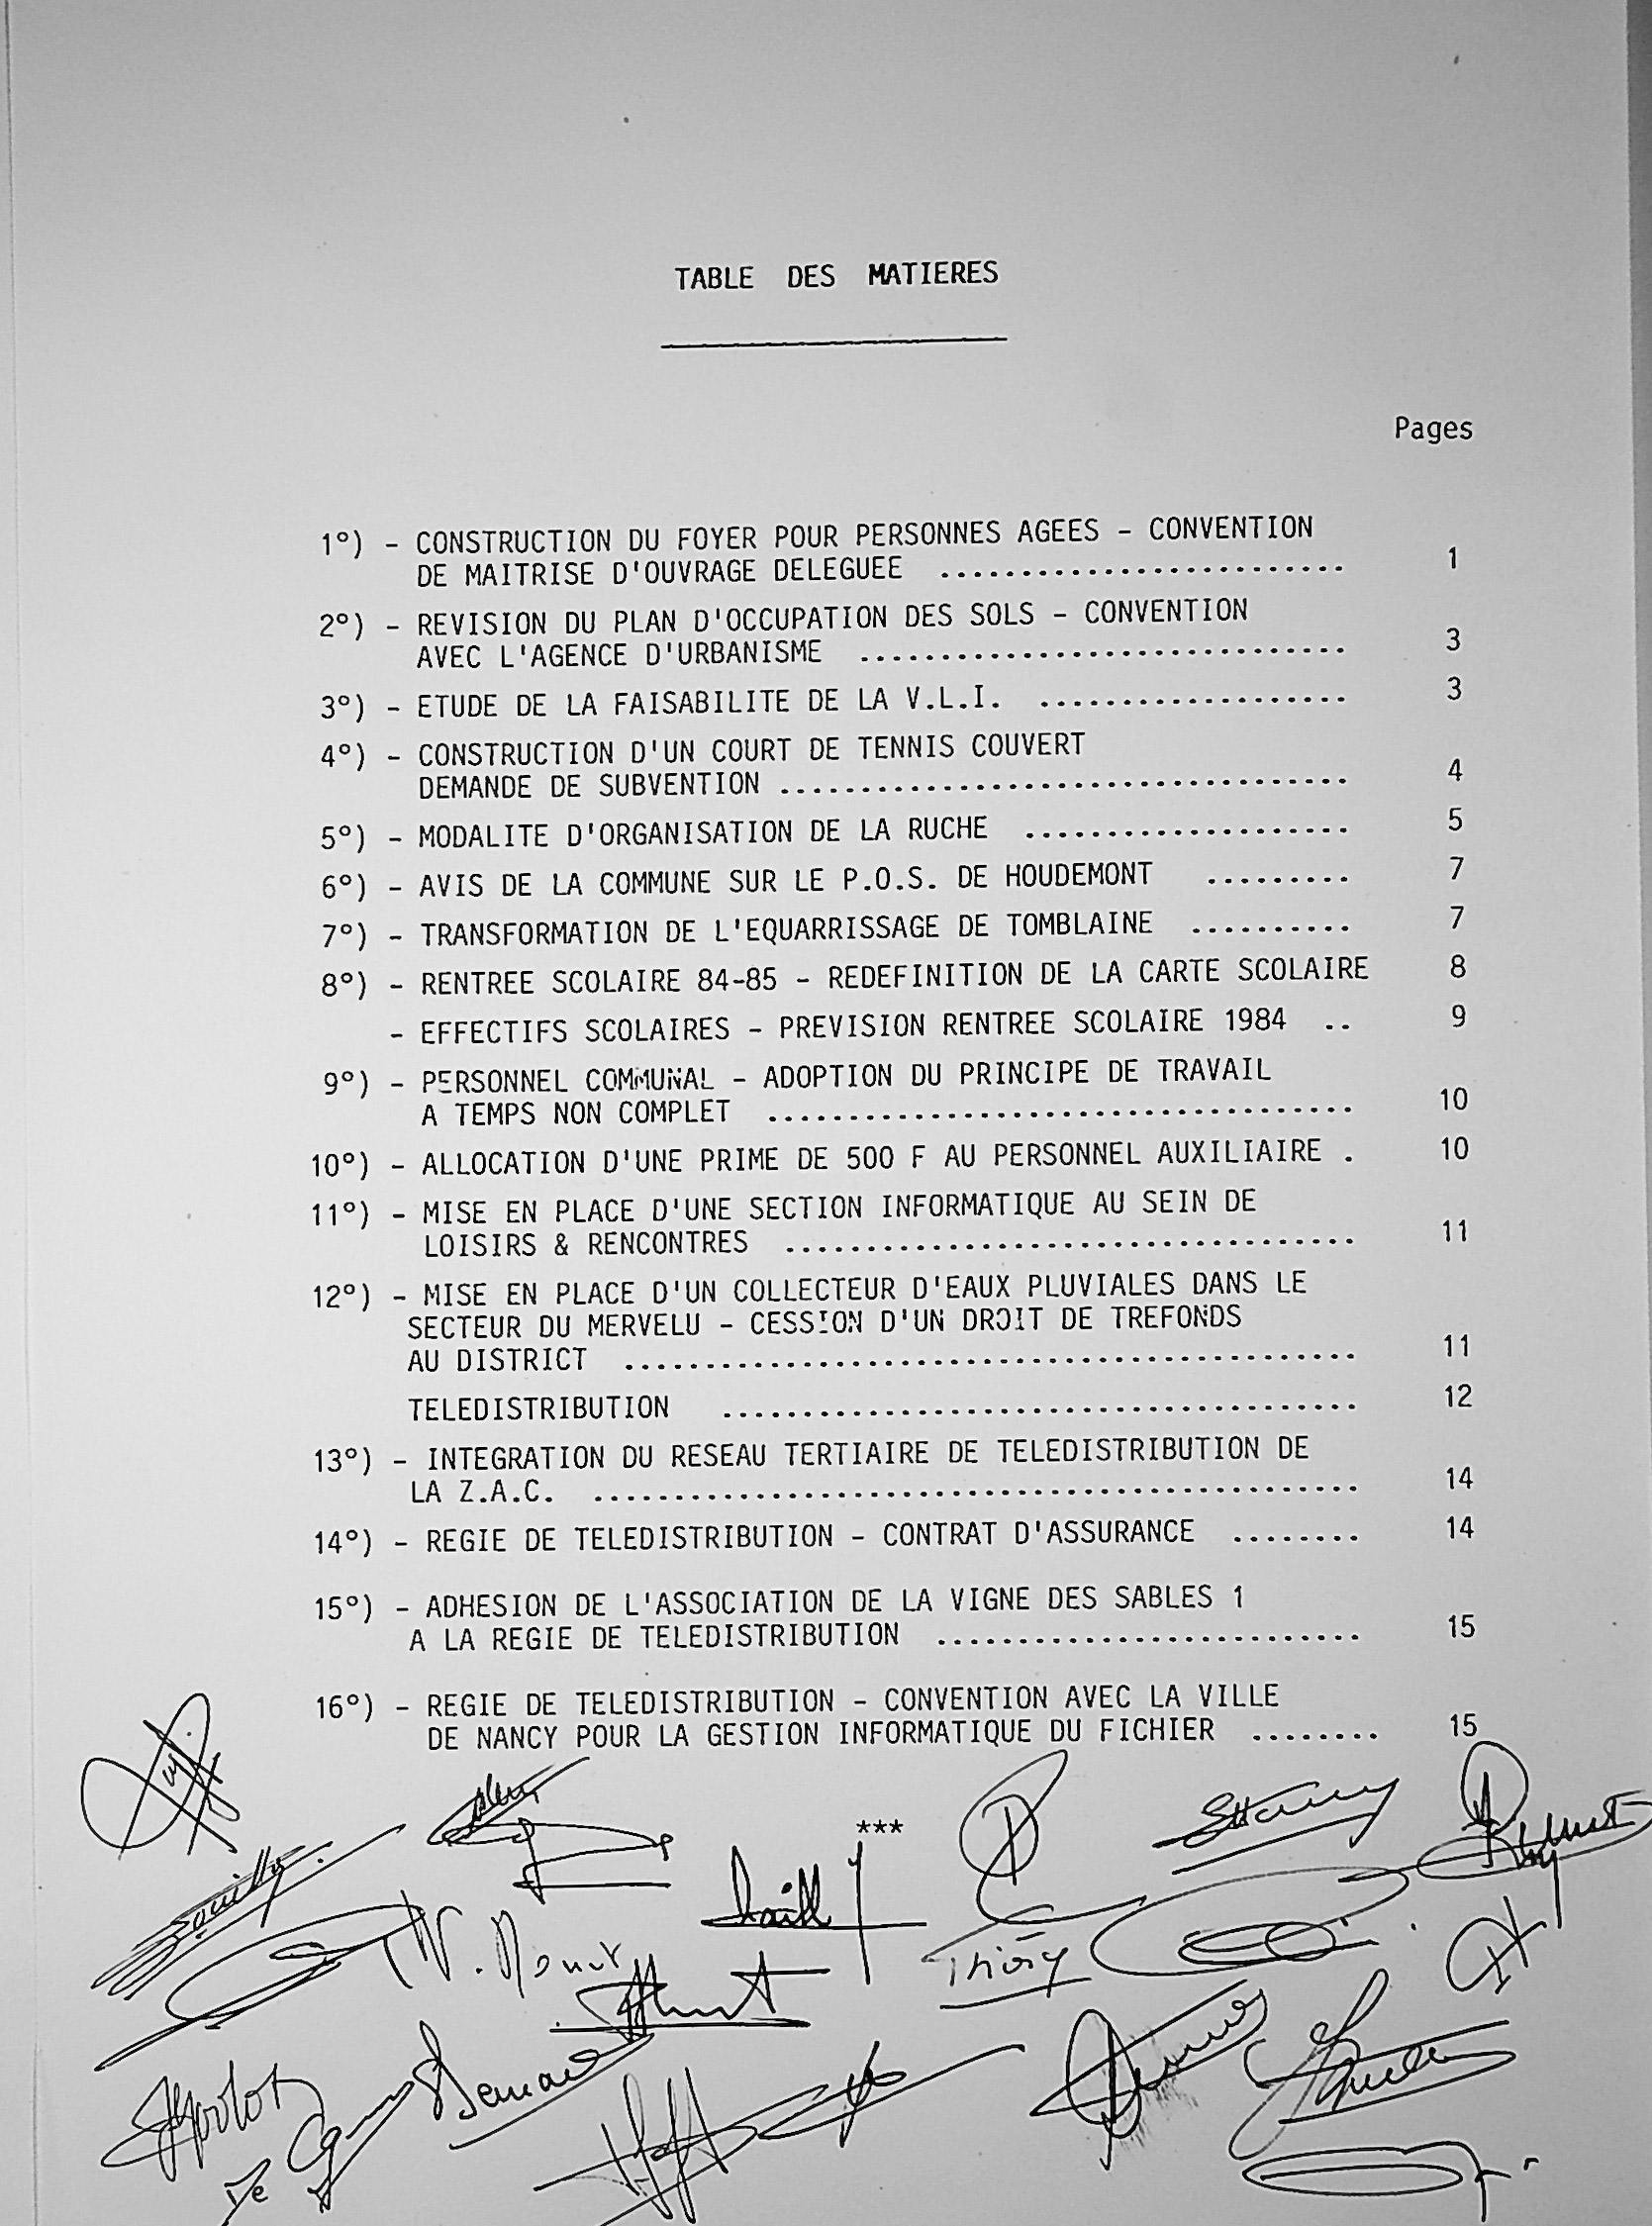 TABLE DES MATIERES
Pages
1°) - CONSTRUCTION DU FOYER POUR PERSONNES AGEES - CONVENTION
DE MAITRISE D'OUVRAGE DELEGUEE ......................... 1
2°) - REVISION DU PLAN D'OCCUPATION DES SOLS - CONVENTION
AVEC L'AGENCE D'URBANISME .............................. 3
3°) - ETUDE DE LA FAISABILITE DE LA V.L.I. ................... 3
4°) - CONSTRUCTION D'UN COURT DE TENNIS COUVERT
DEMANDE DE SUBVENTION ................................... 4
5°) - MODALITE D'ORGANISATION DE LA RUCHE .................... 5
6°) - AVIS DE LA COMMUNE SUR LE P.O.S. DE HOUDEMONT ......... 7
7°) - TRANSFORMATION DE L'EQUARRISSAGE DE TOMBLAINE .......... 7
8°) - RENTREE SCOLAIRE 84-85 - REDEFINITION DE LA CARTE SCOLAIRE 8
- EFFECTIFS SCOLAIRES - PREVISION RENTREE SCOLAIRE 1984 .. 9
9°) - PERSONNEL COMMUNAL - ADOPTION DU PRINCIPE DE TRAVAIL
A TEMPS NON COMPLET .................................... 10
10°) - ALLOCATION D'UNE PRIME DE 500 F AU PERSONNEL AUXILIAIRE . 10
11°) - MISE EN PLACE D'UNE SECTION INFORMATIQUE AU SEIN DE
LOISIRS & RENCONTRES ................................... 11
12°) - MISE EN PLACE D'UN COLLECTEUR D'EAUX PLUVIALES DANS LE
SECTEUR DU MERVELU - CESSION D'UN DROIT DE TREFONDS
AU DISTRICT ............................................. 11
TELEDISTRIBUTION ....................................... 12
13°) - INTEGRATION DU RESEAU TERTIAIRE DE TELEDISTRIBUTION DE
LA Z.A.C. ............................................... 14
14°) - REGIE DE TELEDISTRIBUTION - CONTRAT D'ASSURANCE ........ 14
15°) - ADHESION DE L'ASSOCIATION DE LA VIGNE DES SABLES 1
A LA REGIE DE TELEDISTRIBUTION .......................... 15
16°) - REGIE DE TELEDISTRIBUTION - CONVENTION AVEC LA VILLE
DE NANCY POUR LA GESTION INFORMATIQUE DU FICHIER ........ 15
***